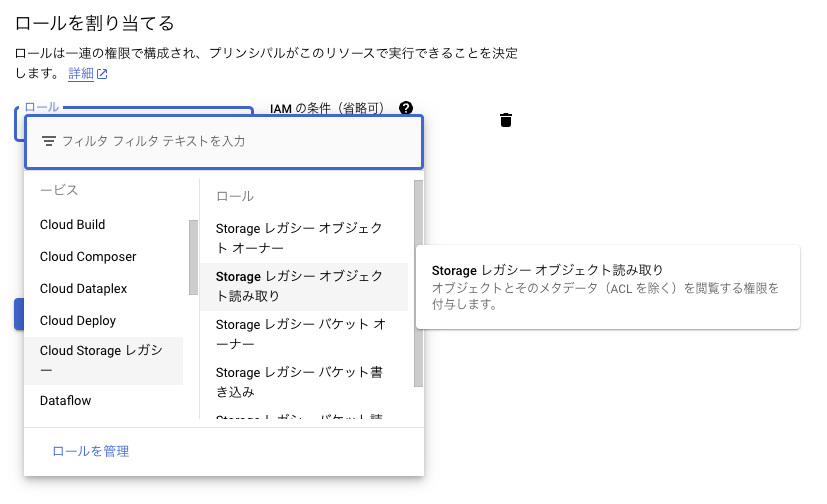 ロールを割り当てる
ロールは一連の権限で構成され、プリンシパルがこのリソースで実行できることを決定
します。 詳細
ロール
IAM の条件（省略可）
フィルタ フィルタ テキストを入力
ービス
Cloud Build
Cloud Composer
Cloud Dataplex
Cloud Deploy
Cloud Storage レガシ
ー
Dataflow
ロール
Storage レガシー オブジェク
ト オーナー
Storage レガシー オブジェク
ト読み取り
Storage レガシー バケット オ
ーナー
Storage レガシー バケット書
き込み
Storage レガシー バケット読
Storage レガシー オブジェクト読み取り
オブジェクトとそのメタデータ（ACL を除く）を閲覧する権限を
付与します。
ロールを管理